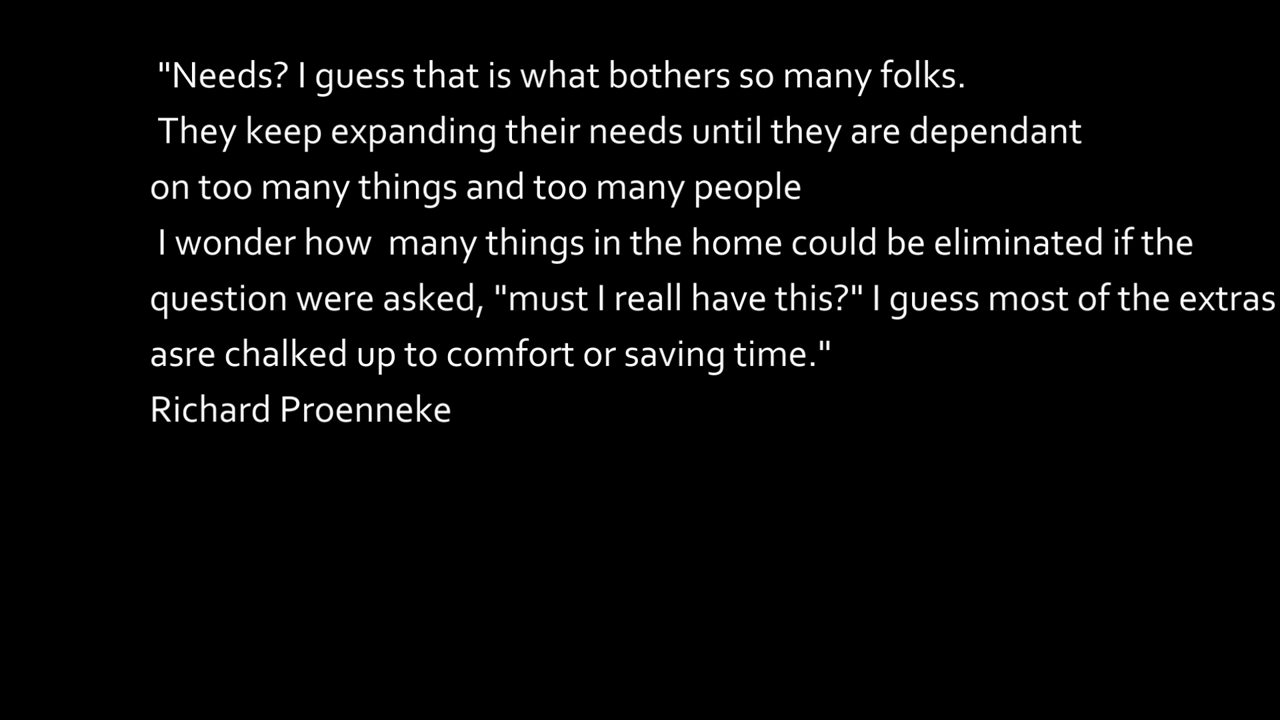 "Needs? I guess that is what bothers so many folks.
They keep expanding their needs until they are dependant
on too many things and too many people
I wonder how  many things in the home could be eliminated if the
question were asked, "must I reall have this?" I guess most of the extras
asre chalked up to comfort or saving time."
Richard Proenneke